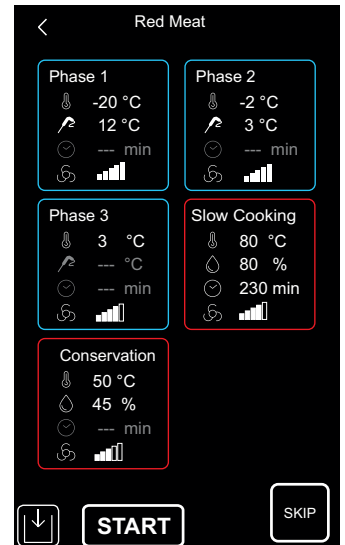 Red Meat
Phase 1
-20 °C
12 °C
--- min
Phase 2
-2 °C
3 °C
--- min
Phase 3
3 °C
--- °C
--- min
Slow Cooking
80 °C
80 %
230 min
Conservation
50 °C
45 %
--- min
START
SKIP